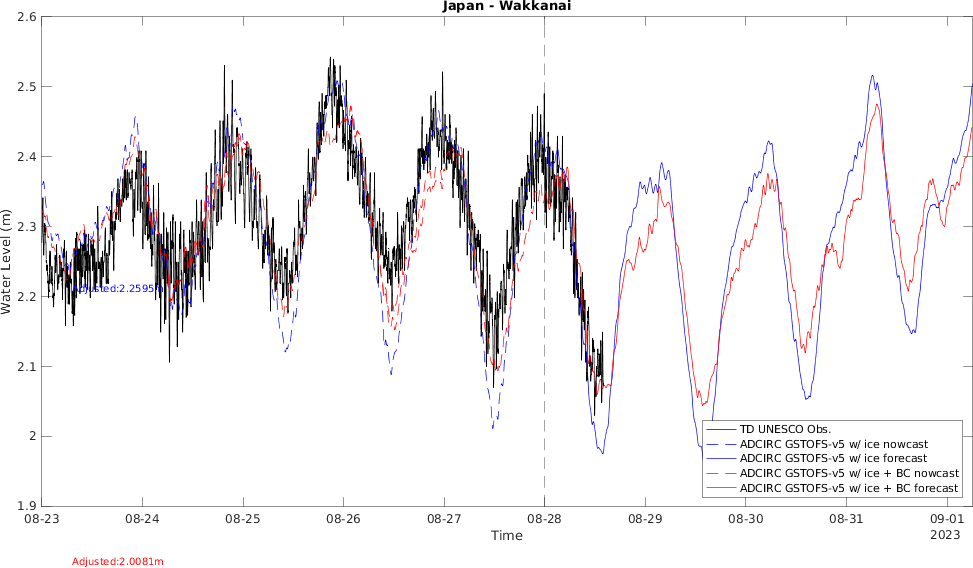 Japan - Wakkanai
2.6
2.5
2.4
2.3
2.2
2.1
2
1.9
Water Level (m)
Adjusted:2.2595m
TD UNESCO Obs.
ADCIRC GSTOFS-v5 w/ ice nowcast
ADCIRC GSTOFS-v5 w/ ice forecast
ADCIRC GSTOFS-v5 w/ ice + BC nowcast
ADCIRC GSTOFS-v5 w/ ice + BC forecast
08-23 08-24 08-25 08-26 08-27 08-28 08-29 08-30 08-31 09-01
2023
Time
Adjusted:2.0081m